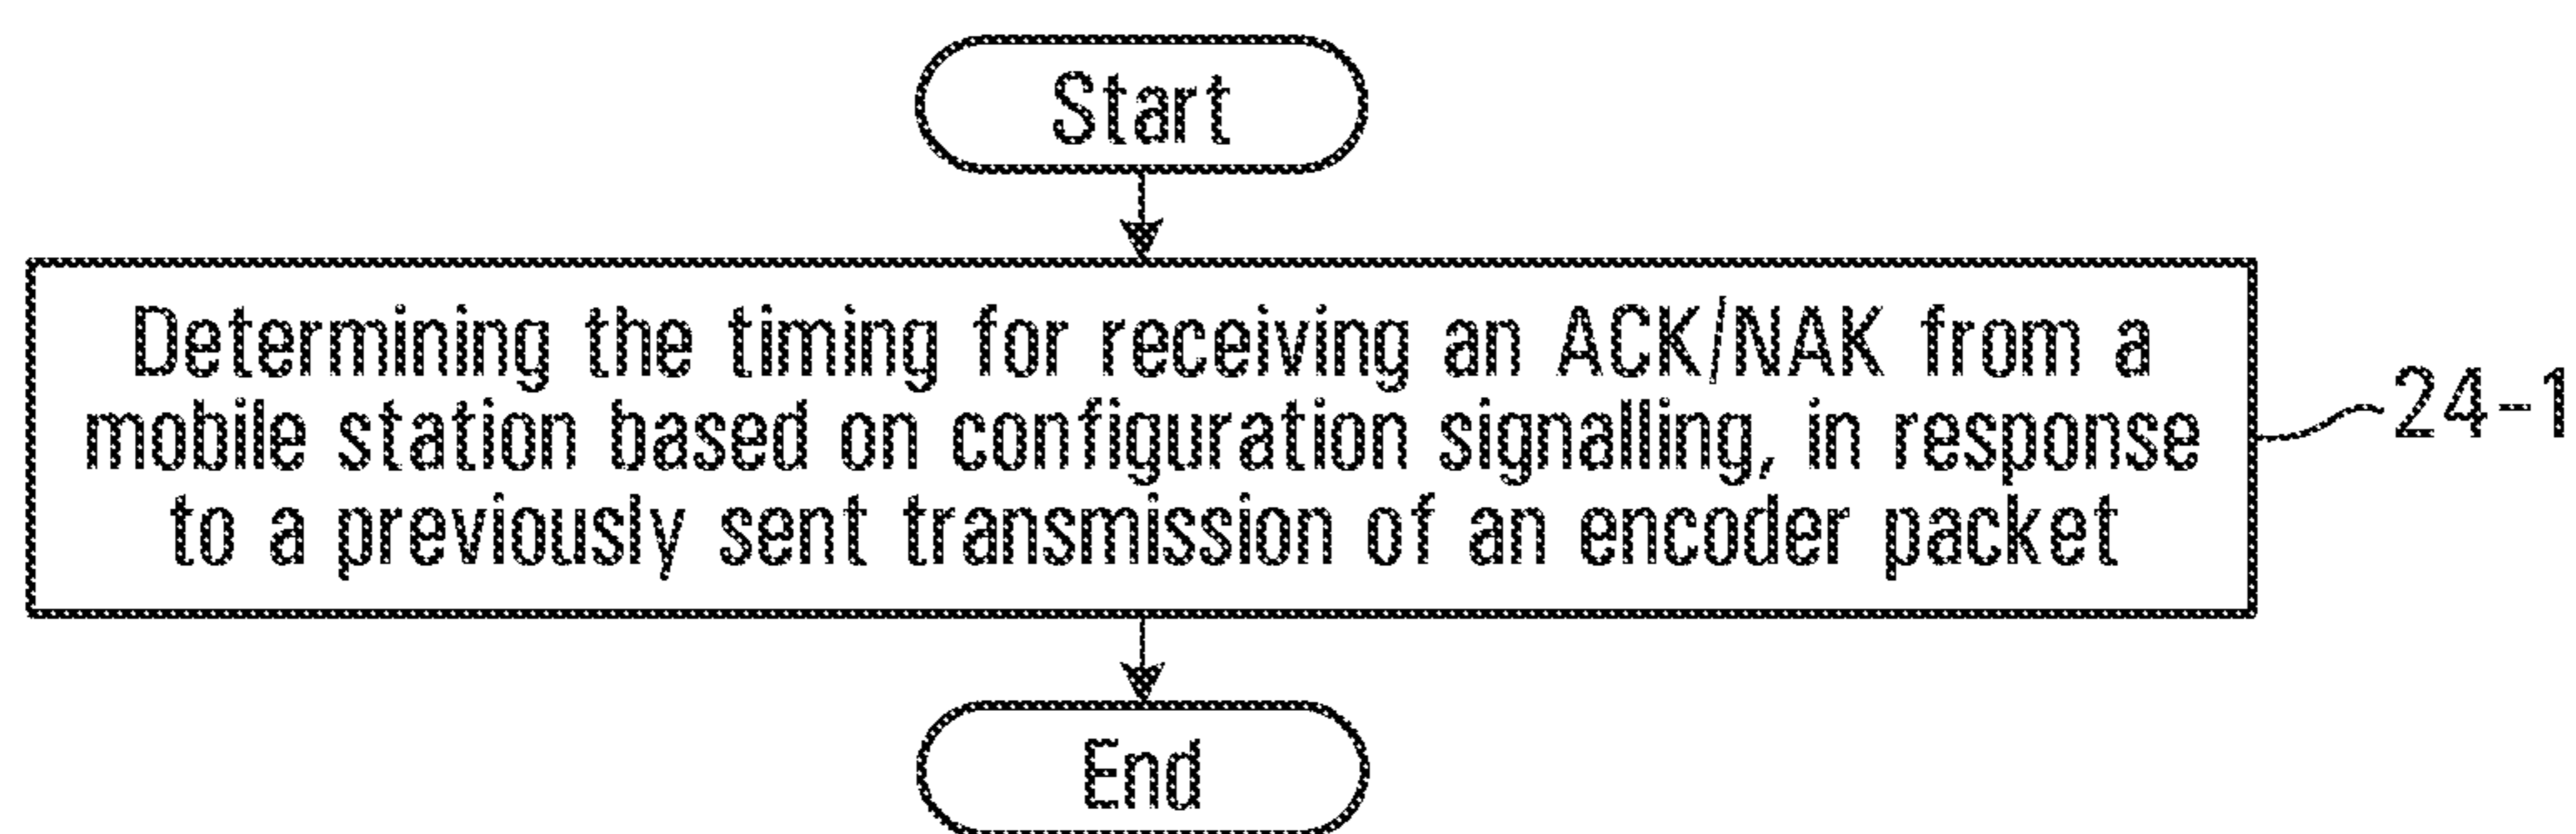 Start
Determining the timing for receiving an ACK/NAK from a
mobile station based on configuration signalling, in response
to a previously sent transmission of an encoder packet
24-1
End